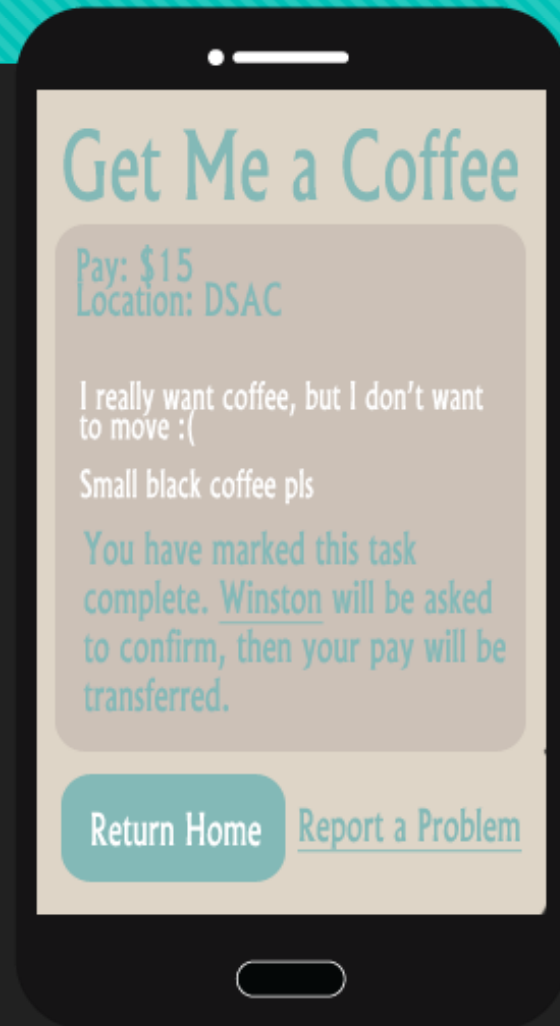 Get Me a Coffee
Pay: $15
Location: DSAC
I really want coffee, but I don't want
to move :(
Small black coffee pls
You have marked this task
complete. Winston will be asked
to confirm, then your pay will be
transferred.
Return Home
Report a Problem